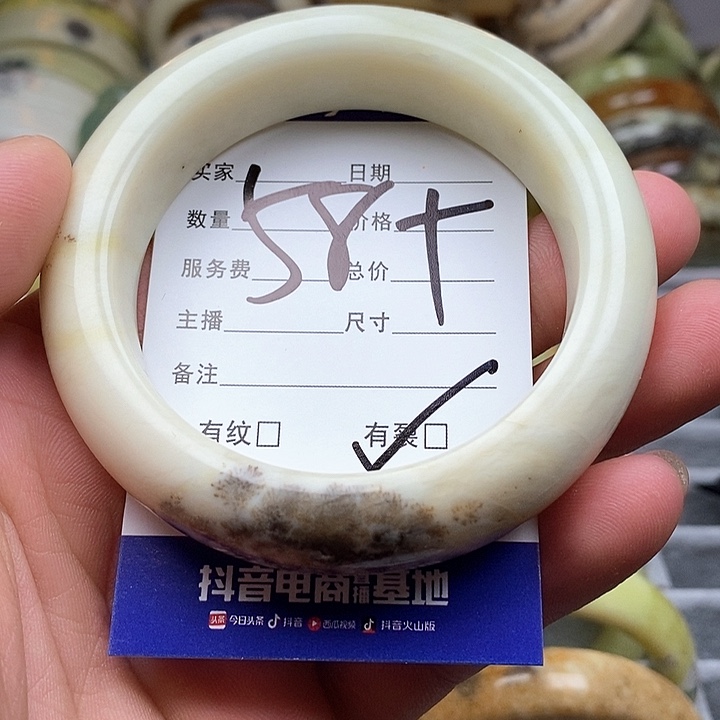 买家 日期
数量 价格
58+
服务费 总价
主播 尺寸
备注
有纹 有裂
抖音电商直播基地
头条 今日头条 抖音 西瓜视频 抖音火山版